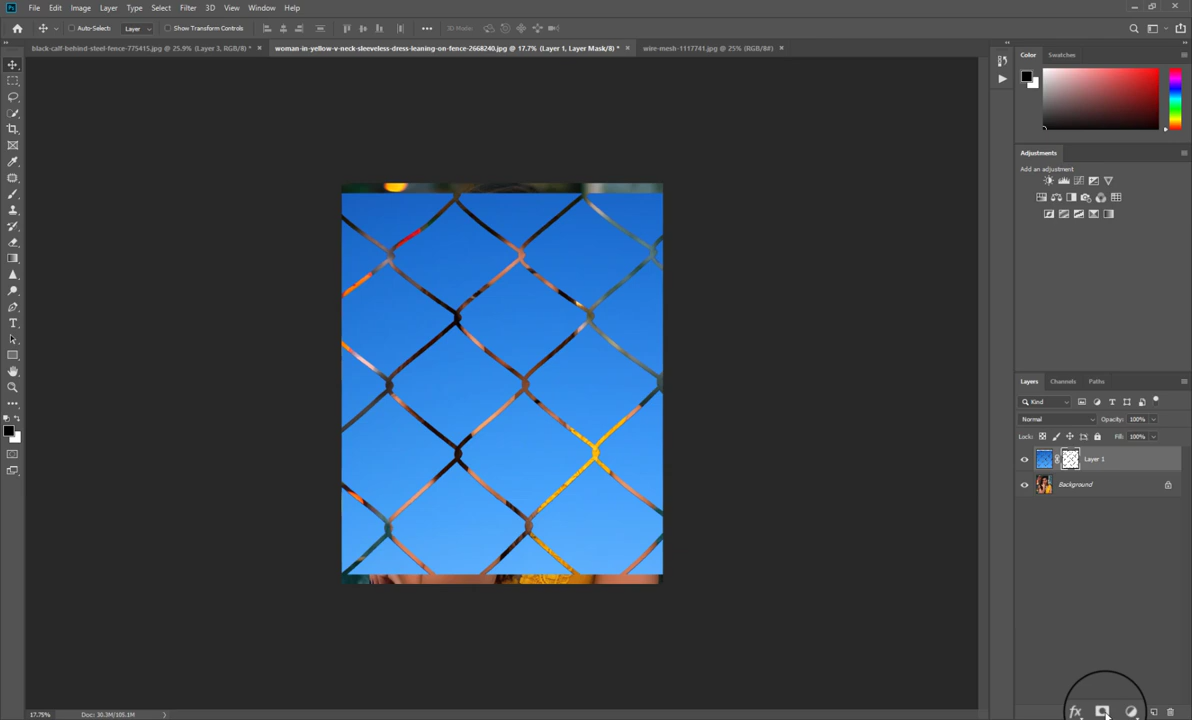 Ps File Edit Image Layer Type Select Filter 3D View Window Help
Auto-Select: Layer Show Transform Controls 3D Mode:
black-calf-behind-steel-fence-775415.jpg @ 25.9% (Layer 3, RGB/8) * × woman-in-yellow-v-neck-sleeveless-dress-leaning-on-fence-2668240.jpg @ 17.7% (Layer 1, Layer Mask/8) * × wire-mesh-1117741.jpg @ 25% (RGB/8#) ×
Color Swatches
Adjustments
Add an adjustment
T
Layers Channels Paths
Kind T
Normal Opacity: 100%
Lock: Fill: 100%
Layer 1
Background
fx
17.75% Doc: 30.3M/105.1M